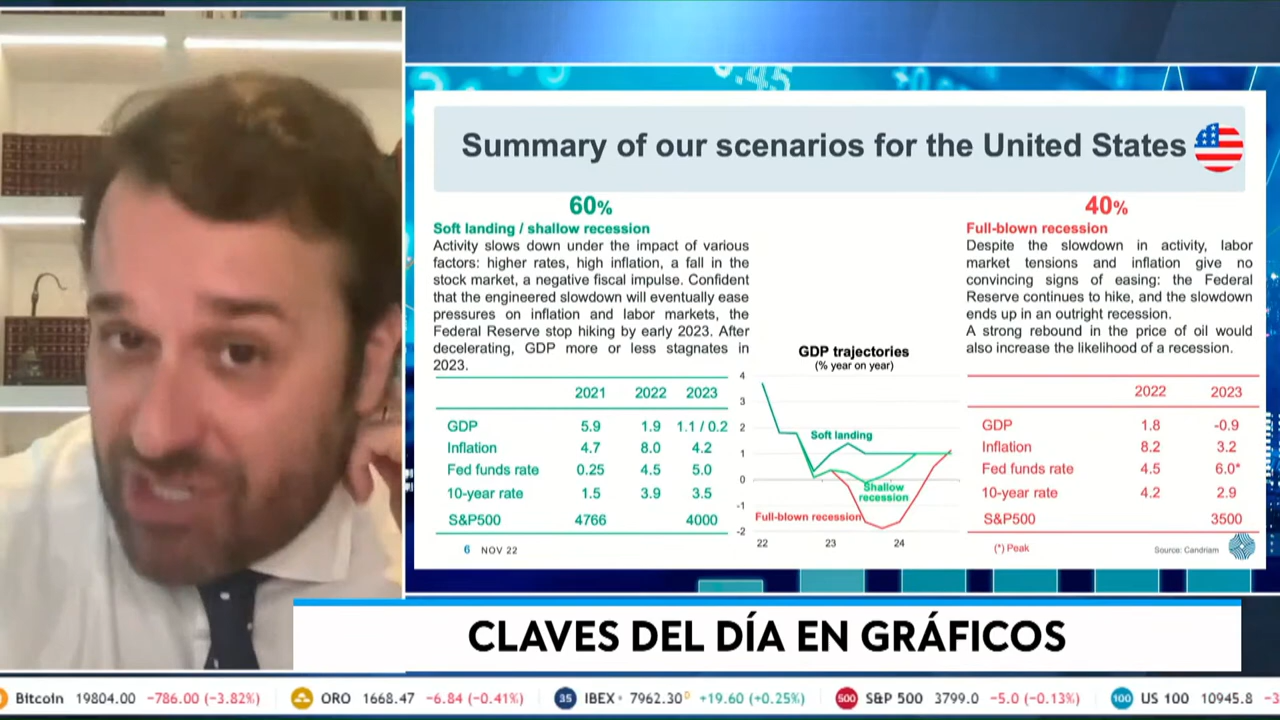 .45
Summary of our scenarios for the United States
60%
Soft landing / shallow recession
Activity slows down under the impact of various
factors: higher rates, high inflation, a fall in the
stock market, a negative fiscal impulse. Confident
that the engineered slowdown will eventually ease
pressures on inflation and labor markets, the
Federal Reserve stop hiking by early 2023. After
decelerating, GDP more or less stagnates in
2023.
2021 2022 2023
GDP 5.9 1.9 1.1 / 0.2
Inflation 4.7 8.0 4.2
Fed funds rate 0.25 4.5 5.0
10-year rate 1.5 3.9 3.5
S&P500 4766 4000
6 NOV 22
GDP trajectories
(% year on year)
4
3
2
1
0
-1
-2
Soft landing
Shallow
recession
Full-blown recession
22 23 24
40%
Full-blown recession
Despite the slowdown in activity, labor
market tensions and inflation give no
convincing signs of easing: the Federal
Reserve continues to hike, and the slowdown
ends up in an outright recession.
A strong rebound in the price of oil would
also increase the likelihood of a recession.
2022 2023
GDP 1.8 -0.9
Inflation 8.2 3.2
Fed funds rate 4.5 6.0*
10-year rate 4.2 2.9
S&P500 3500
(*) Peak
Source: Candriam
CLAVES DEL DÍA EN GRÁFICOS
Bitcoin 19804.00 -786.00 (-3.82%) ORO 1668.47 -6.84 (-0.41%) 35 IBEX 7962.30 D +19.60 (+0.25%) 500 S&P 500 3799.0 -5.0 (-0.13%) 100 US 100 10945.8 -3